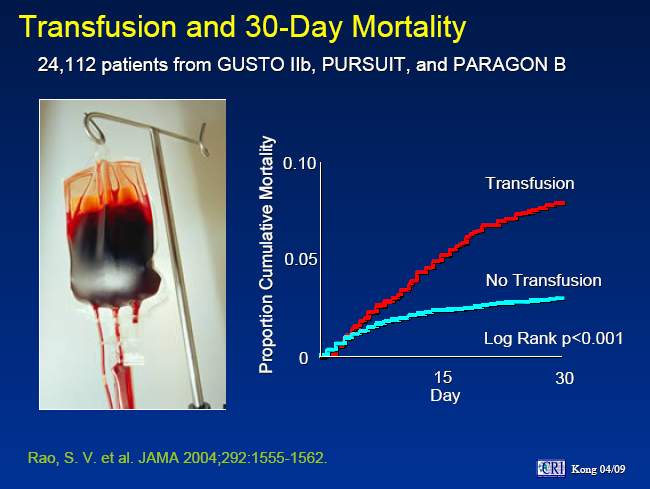 Transfusion and 30-Day Mortality
24,112 patients from GUSTO IIb, PURSUIT, and PARAGON B
Proportion Cumulative Mortality
0.10
0.05
0
Transfusion
No Transfusion
Log Rank p<0.001
15
30
Day
Rao, S. V. et al. JAMA 2004;292:1555-1562.
CRI
Kong 04/09